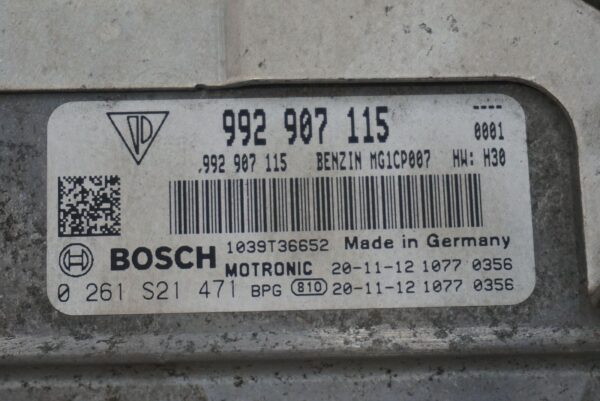 992 907 115 ----
0001
.992 907 115 BENZIN MG1CP007 HW: H30
BOSCH 1039T36652 Made in Germany
MOTRONIC 20-11-12 1077 0356
0 261 S21 471 BPG 810 20-11-12 1077 0356